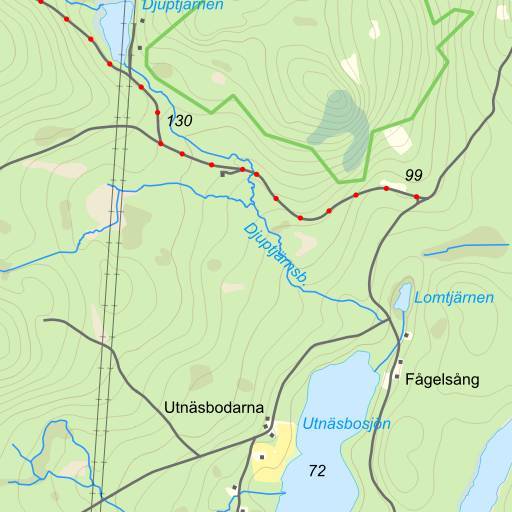 Djuptjärnen
130
99
Djuptjärnsb.
Lomtjärnen
Fågelsång
Utnäsbodarna
Utnäsbosjön
72